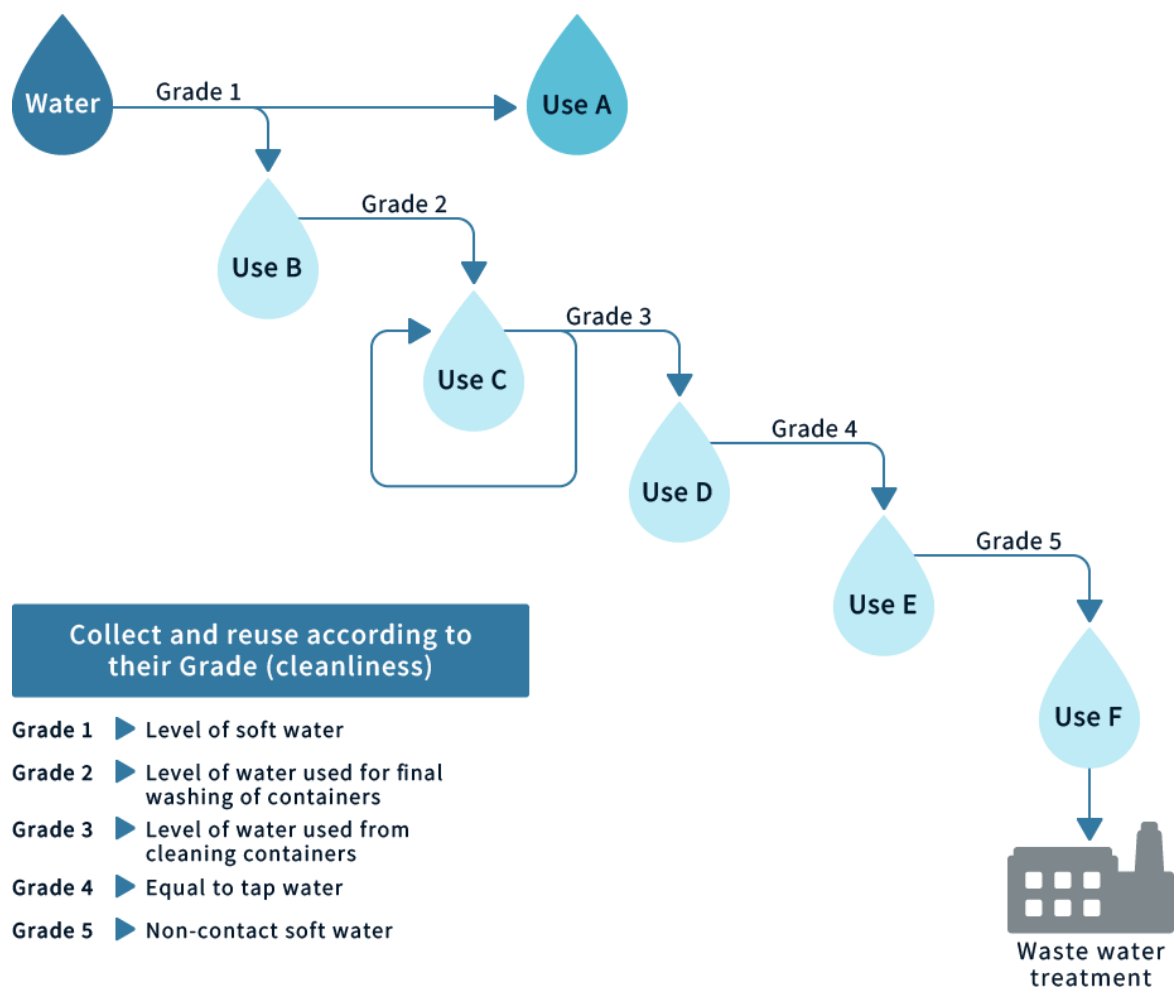 Water
Grade 1
Use A
Grade 2
Use B
Grade 3
Use C
Grade 4
Use D
Grade 5
Use E
Use F
Collect and reuse according to
their Grade (cleanliness)
Grade 1 Level of soft water
Grade 2 Level of water used for final
washing of containers
Grade 3 Level of water used from
cleaning containers
Grade 4 Equal to tap water
Grade 5 Non-contact soft water
Waste water
treatment